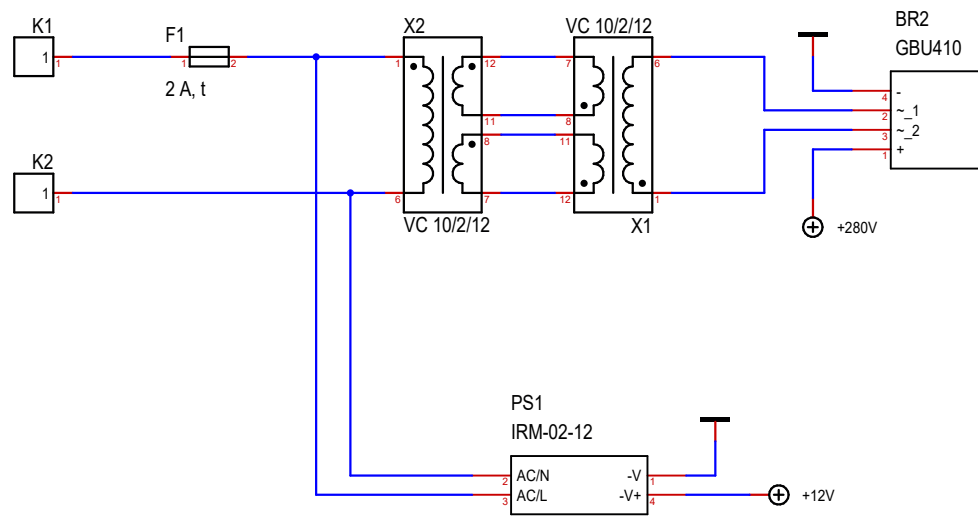 K1
1
1
F1
1
2
2 A, t
K2
1
1
X2
1
12
11
8
6
7
VC 10/2/12
VC 10/2/12
7
6
8
11
12
1
X1
BR2
GBU410
4
-
2
~_1
3
~_2
1
+
+280V
PS1
IRM-02-12
2
AC/N
-V
1
3
AC/L
-V+
4
+12V